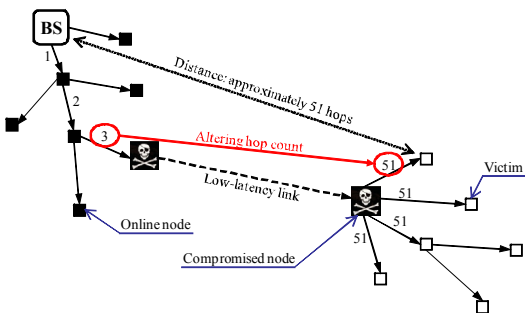 BS
1
Distance: approximately 51 hops
2
3
Altering hop count
51
Low-latency link
Victim
51
51
51
Online node
Compromised node